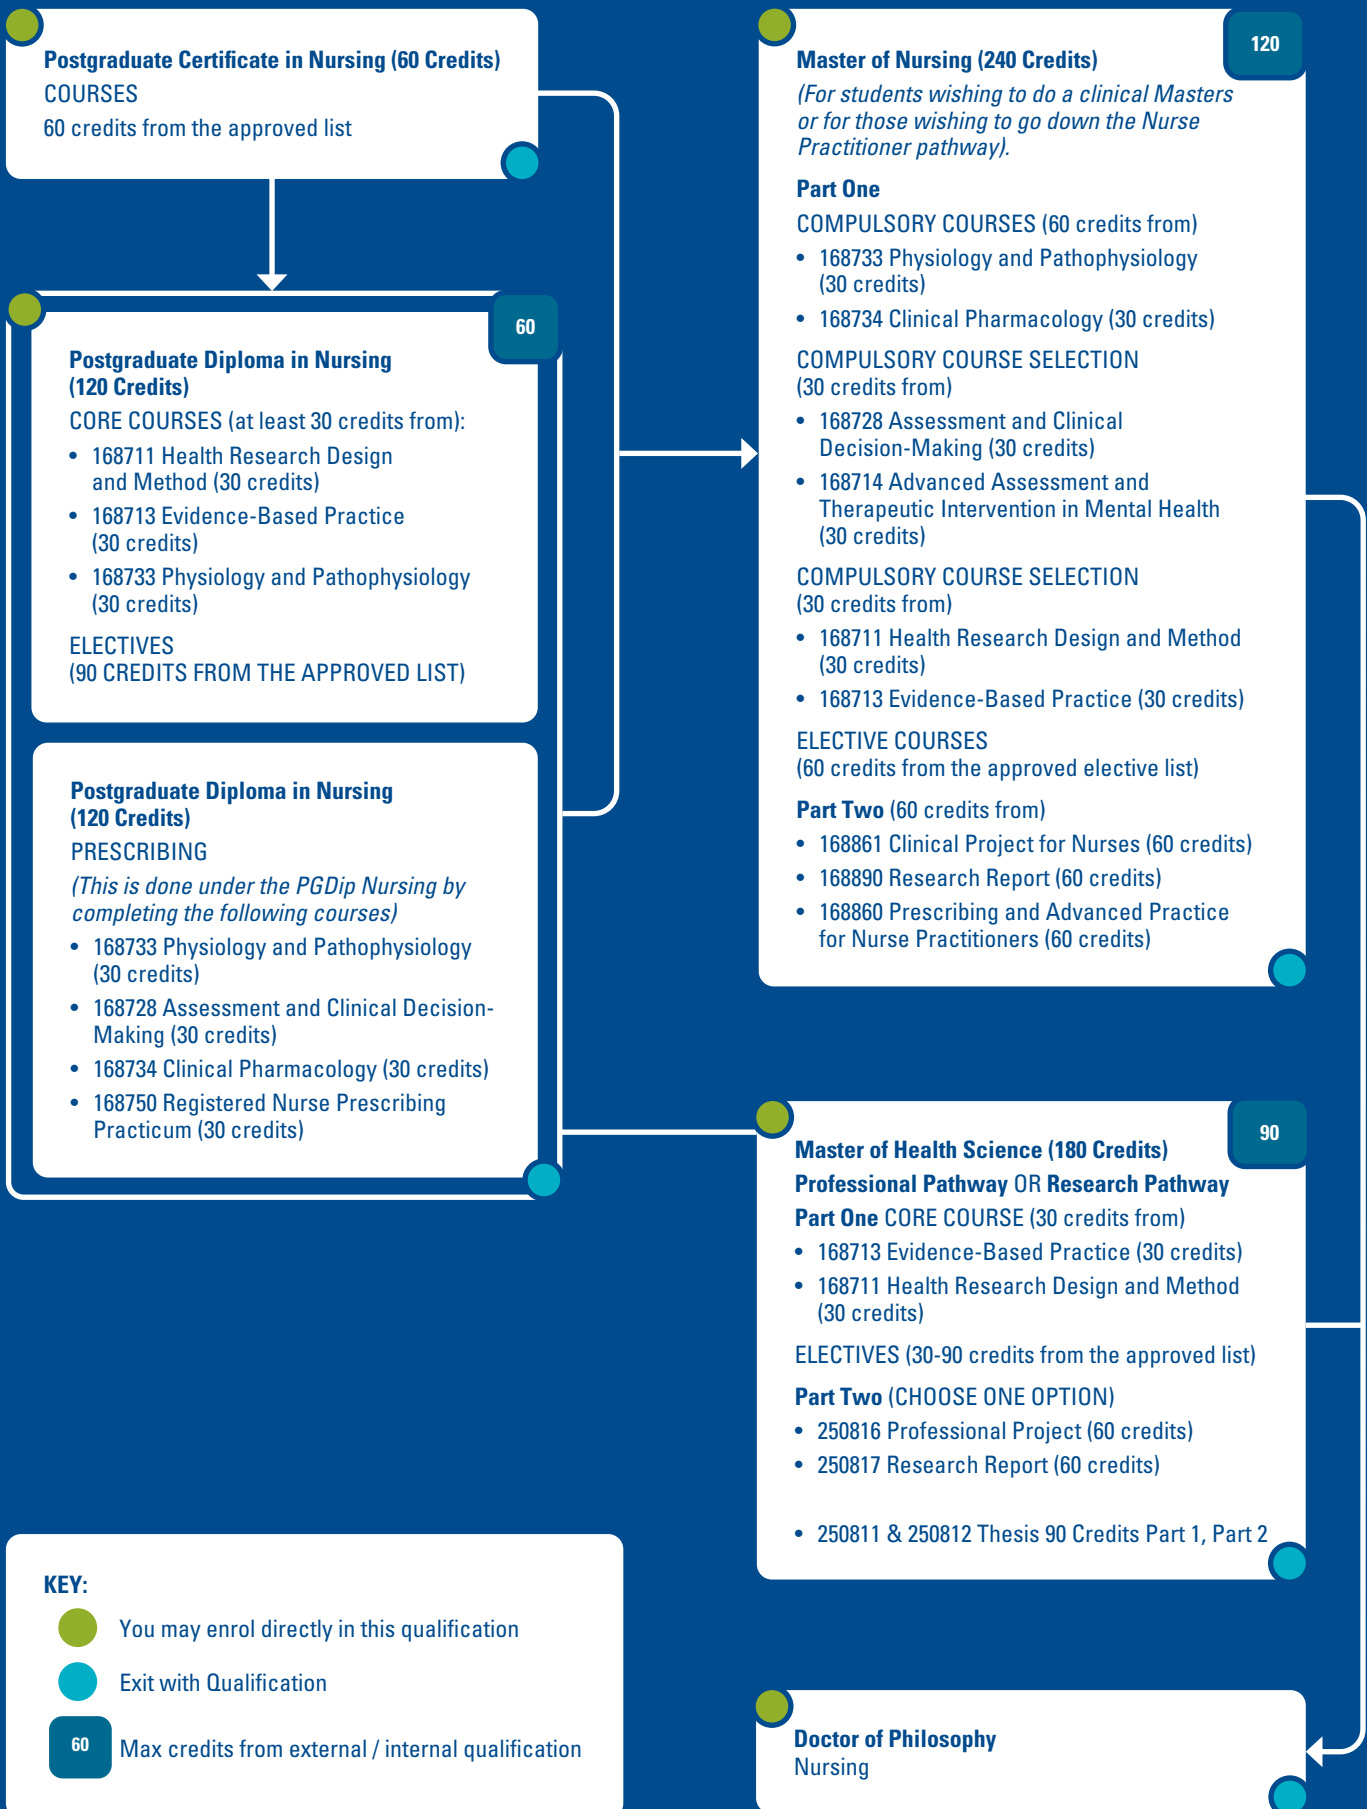 Postgraduate Certificate in Nursing (60 Credits)
COURSES
60 credits from the approved list
60
Postgraduate Diploma in Nursing
(120 Credits)
CORE COURSES (at least 30 credits from):
• 168711 Health Research Design
and Method (30 credits)
• 168713 Evidence-Based Practice
(30 credits)
• 168733 Physiology and Pathophysiology
(30 credits)
ELECTIVES
(90 CREDITS FROM THE APPROVED LIST)
Postgraduate Diploma in Nursing
(120 Credits)
PRESCRIBING
(This is done under the PGDip Nursing by
completing the following courses)
• 168733 Physiology and Pathophysiology
(30 credits)
• 168728 Assessment and Clinical Decision-
Making (30 credits)
• 168734 Clinical Pharmacology (30 credits)
• 168750 Registered Nurse Prescribing
Practicum (30 credits)
120
Master of Nursing (240 Credits)
(For students wishing to do a clinical Masters
or for those wishing to go down the Nurse
Practitioner pathway).
Part One
COMPULSORY COURSES (60 credits from)
• 168733 Physiology and Pathophysiology
(30 credits)
• 168734 Clinical Pharmacology (30 credits)
COMPULSORY COURSE SELECTION
(30 credits from)
• 168728 Assessment and Clinical
Decision-Making (30 credits)
• 168714 Advanced Assessment and
Therapeutic Intervention in Mental Health
(30 credits)
COMPULSORY COURSE SELECTION
(30 credits from)
• 168711 Health Research Design and Method
(30 credits)
• 168713 Evidence-Based Practice (30 credits)
ELECTIVE COURSES
(60 credits from the approved elective list)
Part Two (60 credits from)
• 168861 Clinical Project for Nurses (60 credits)
• 168890 Research Report (60 credits)
• 168860 Prescribing and Advanced Practice
for Nurse Practitioners (60 credits)
90
Master of Health Science (180 Credits)
Professional Pathway OR Research Pathway
Part One CORE COURSE (30 credits from)
• 168713 Evidence-Based Practice (30 credits)
• 168711 Health Research Design and Method
(30 credits)
ELECTIVES (30-90 credits from the approved list)
Part Two (CHOOSE ONE OPTION)
• 250816 Professional Project (60 credits)
• 250817 Research Report (60 credits)
• 250811 & 250812 Thesis 90 Credits Part 1, Part 2
KEY:
You may enrol directly in this qualification
Exit with Qualification
60 Max credits from external / internal qualification
Doctor of Philosophy
Nursing